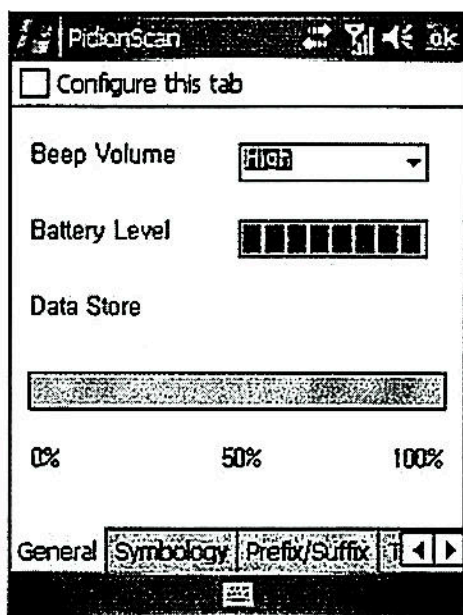 PidionScan ok
Configure this tab
Beep Volume High
Battery Level
Data Store
0% 50% 100%
General Symbology Prefix/Suffix T